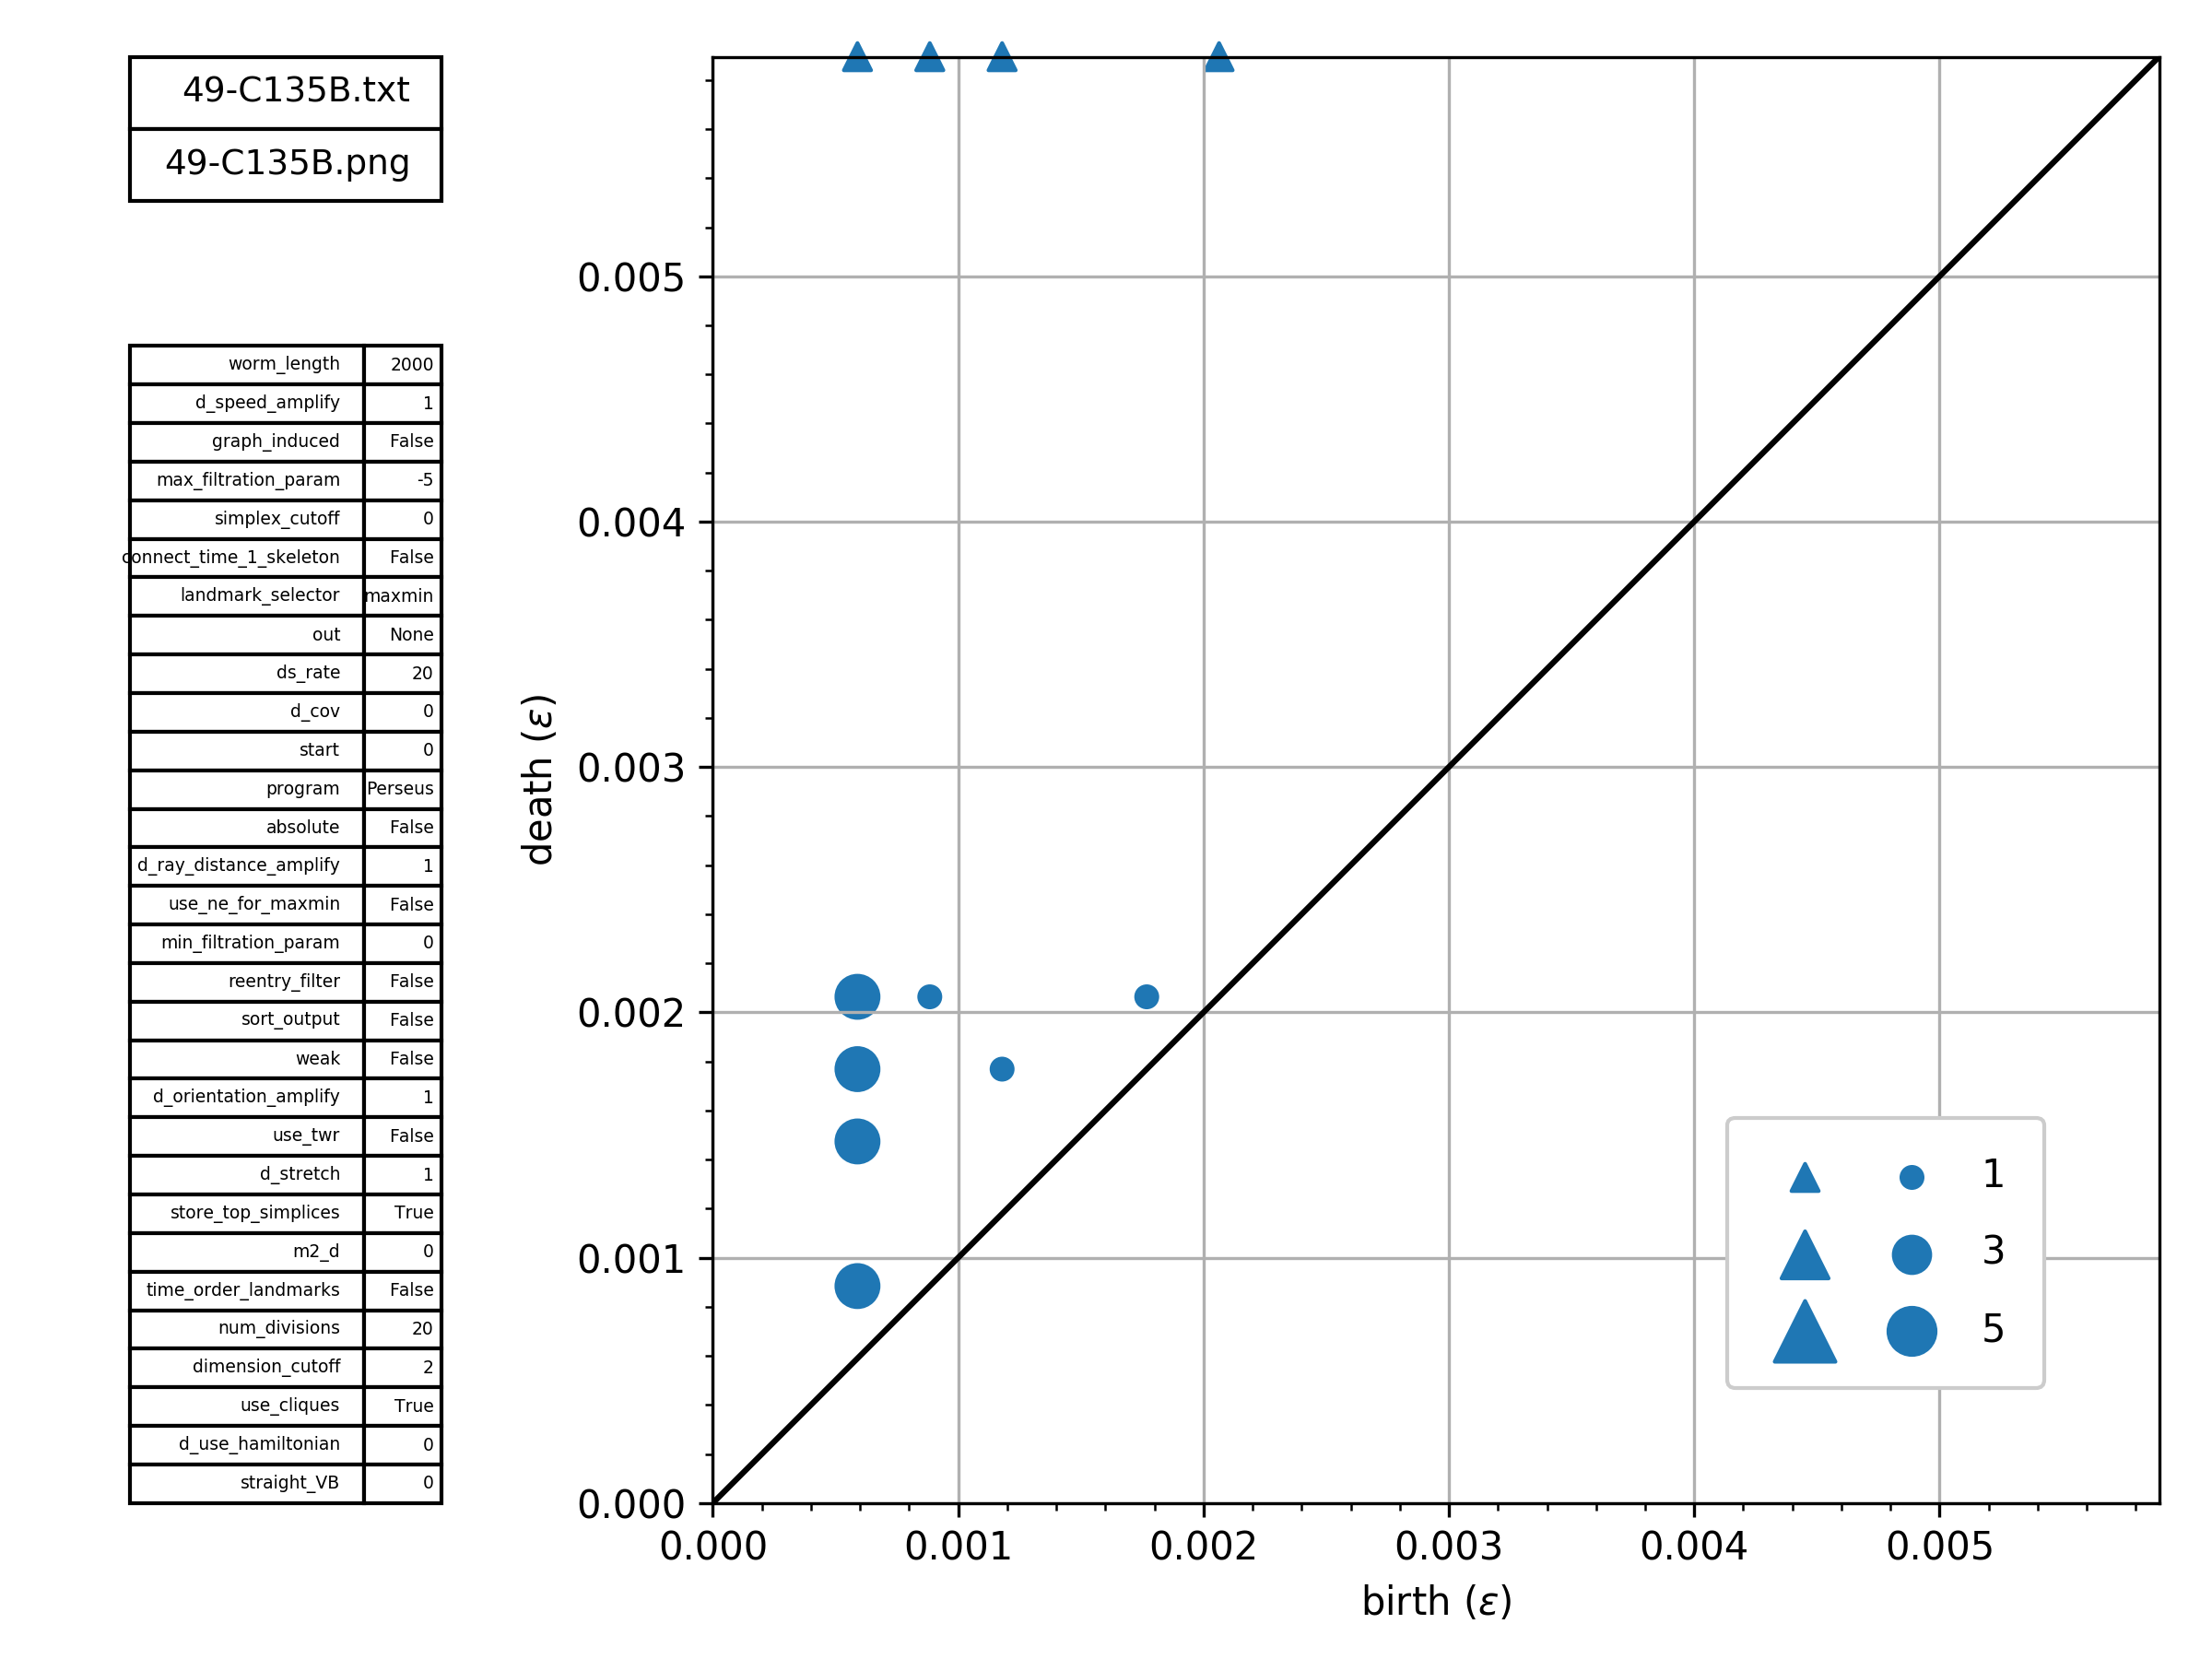 49-C135B.txt
49-C135B.png
worm_length 2000
d_speed_amplify 1
graph_induced False
max_filtration_param -5
simplex_cutoff 0
connect_time_1_skeleton False
landmark_selector maxmin
out None
ds_rate 20
d_cov 0
start 0
program Perseus
absolute False
d_ray_distance_amplify 1
use_ne_for_maxmin False
min_filtration_param 0
reentry_filter False
sort_output False
weak False
d_orientation_amplify 1
use_twr False
d_stretch 1
store_top_simplices True
m2_d 0
time_order_landmarks False
num_divisions 20
dimension_cutoff 2
use_cliques True
d_use_hamiltonian 0
straight_VB 0
death (ε)
0.005
0.004
0.003
0.002
0.001
0.000
0.000 0.001 0.002 0.003 0.004 0.005
birth (ε)
1
3
5